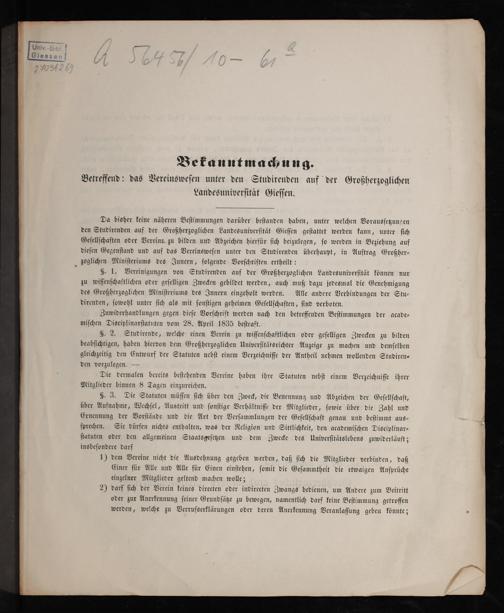 Univ.-Bibl.
Giessen
A 56456/10- 61 a
Bekanntmachung.
Betreffend: das Vereinswesen unter den Studirenden auf der Großherzoglichen
Landesuniversität Giessen.
Da bisher keine näheren Bestimmungen darüber bestanden haben, unter welchen Voraussetzungen
den Studirenden auf der Großherzoglichen Landesuniversität Giessen gestattet werden kann, unter sich
Gesellschaften oder Vereine zu bilden und Abzeichen hierfür sich beizulegen, so werden in Beziehung auf
diesen Gegenstand und auf das Vereinswesen unter den Studirenden überhaupt, in Auftrag Großher-
zoglichen Ministeriums des Innern, folgende Vorschriften ertheilt:
§. 1. Vereinigungen von Studirenden auf der Großherzoglichen Landesuniversität können nur
zu wissenschaftlichen oder geselligen Zwecken gebildet werden, auch muß dazu jedesmal die Genehmigung
des Großherzoglichen Ministeriums des Innern eingeholt werden. Alle andere Verbindungen der Stu-
direnden, sowohl unter sich als mit sonstigen geheimen Gesellschaften, sind verboten.
Zuwiderhandlungen gegen diese Vorschrift werden nach den betreffenden Bestimmungen der acade-
mischen Disciplinarstatuten vom 28. April 1835 bestraft.
§. 2. Studirende, welche einen Verein zu wissenschaftlichen oder geselligen Zwecken zu bilden
beabsichtigen, haben hiervon dem Großherzoglichen Universitätsrichter Anzeige zu machen und demselben
gleichzeitig den Entwurf der Statuten nebst einem Verzeichnisse der Antheil nehmen wollenden Studiren-
den vorzulegen. —
Die dermalen bereits bestehenden Vereine haben ihre Statuten nebst einem Verzeichnisse ihrer
Mitglieder binnen 8 Tagen einzureichen.
§. 3. Die Statuten müssen sich über den Zweck, die Benennung und Abzeichen der Gesellschaft,
über Aufnahme, Wechsel, Austritt und sonstige Verhältnisse der Mitglieder, sowie über die Zahl und
Ernennung der Vorstände und die Art der Versammlungen der Gesellschaft genau und bestimmt aus-
sprechen. Sie dürfen nichts enthalten, was der Religion und Sittlichkeit, den academischen Disciplinar-
statuten oder den allgemeinen Staatsgesetzen und dem Zwecke des Universitätslebens zuwiderläuft;
insbesondere darf
1) dem Vereine nicht die Ausdehnung gegeben werden, daß sich die Mitglieder verbinden, daß
Einer für Alle und Alle für Einen einstehen, somit die Gesammtheit die etwaigen Ansprüche
einzelner Mitglieder geltend machen wolle;
2) darf sich der Verein keines directen oder indirecten Zwangs bedienen, um Andere zum Beitritt
oder zur Anerkennung seiner Grundsätze zu bewegen, namentlich darf keine Bestimmung getroffen
werden, welche zu Verrufserklärungen oder deren Anerkennung Veranlassung geben könnte;